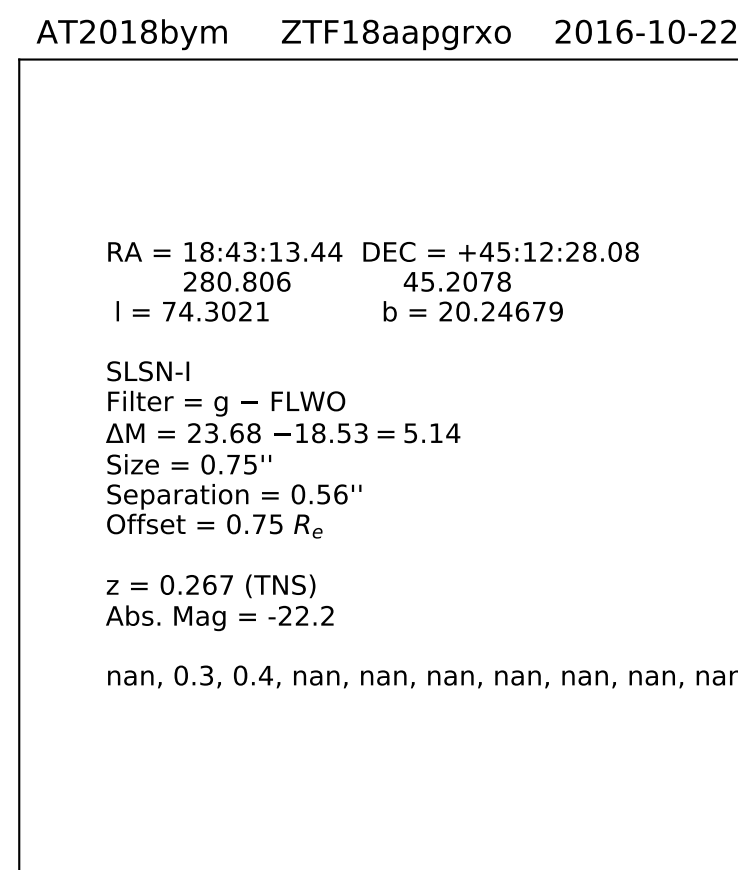 AT2018bym ZTF18aapgrxo 2016-10-22
RA = 18:43:13.44 DEC = +45:12:28.08
280.806 45.2078
l = 74.3021 b = 20.24679
SLSN-I
Filter = g − FLWO
ΔM = 23.68 −18.53 = 5.14
Size = 0.75''
Separation = 0.56''
Offset = 0.75 Rₑ
z = 0.267 (TNS)
Abs. Mag = -22.2
nan, 0.3, 0.4, nan, nan, nan, nan, nan, nan,